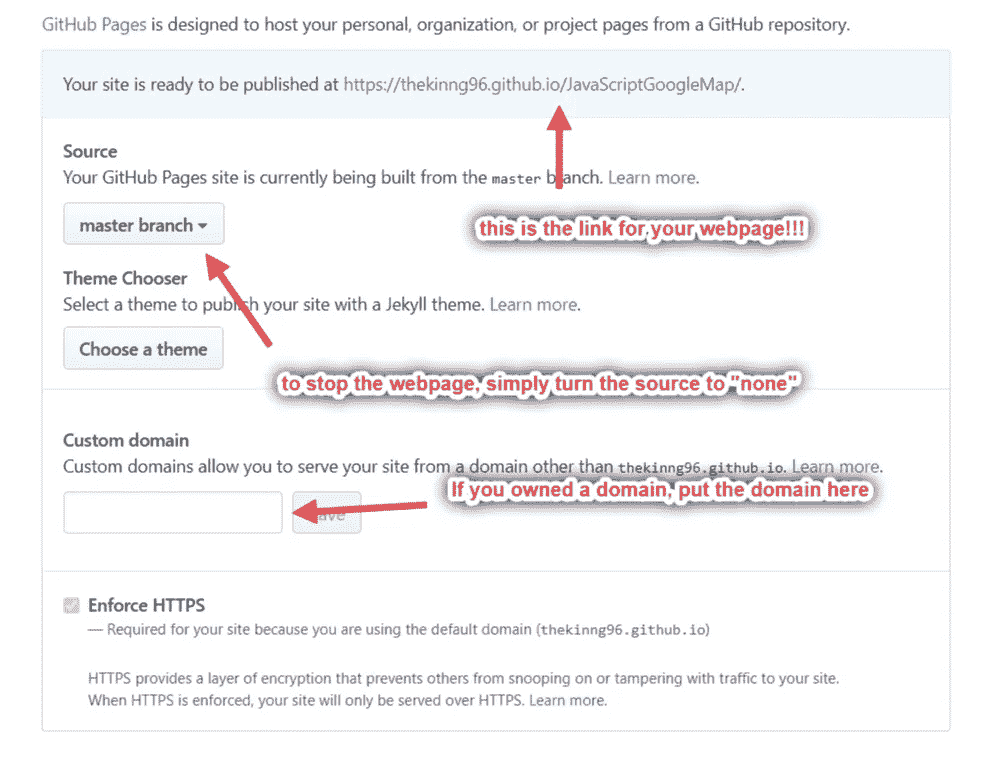 GitHub Pages is designed to host your personal, organization, or project pages from a GitHub repository.
Your site is ready to be published at https://thekinng96.github.io/JavaScriptGoogleMap/.
Source
Your GitHub Pages site is currently being built from the master branch. Learn more.
master branch
this is the link for your webpage!!!
Theme Chooser
Select a theme to publish your site with a Jekyll theme. Learn more.
Choose a theme
to stop the webpage, simply turn the source to "none"
Custom domain
Custom domains allow you to serve your site from a domain other than thekinng96.github.io. Learn more.
If you owned a domain, put the domain here
Save
Enforce HTTPS
— Required for your site because you are using the default domain (thekinng96.github.io)
HTTPS provides a layer of encryption that prevents others from snooping on or tampering with traffic to your site.
When HTTPS is enforced, your site will only be served over HTTPS. Learn more.